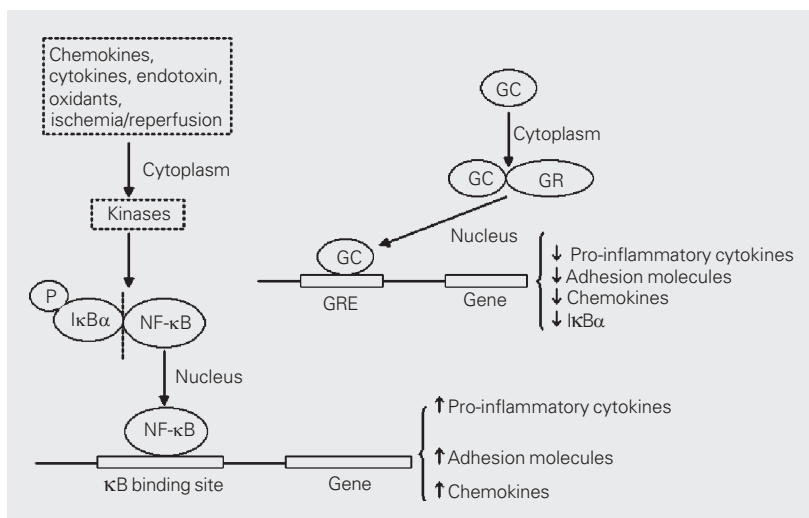 Chemokines,
cytokines, endotoxin,
oxidants,
ischemia/reperfusion
Cytoplasm
Kinases
P
IκBα
NF-κB
Nucleus
NF-κB
κB binding site
Gene
↑ Pro-inflammatory cytokines
↑ Adhesion molecules
↑ Chemokines
GC
Cytoplasm
GC
GR
Nucleus
GC
GRE
Gene
↓ Pro-inflammatory cytokines
↓ Adhesion molecules
↓ Chemokines
↓ IκBα